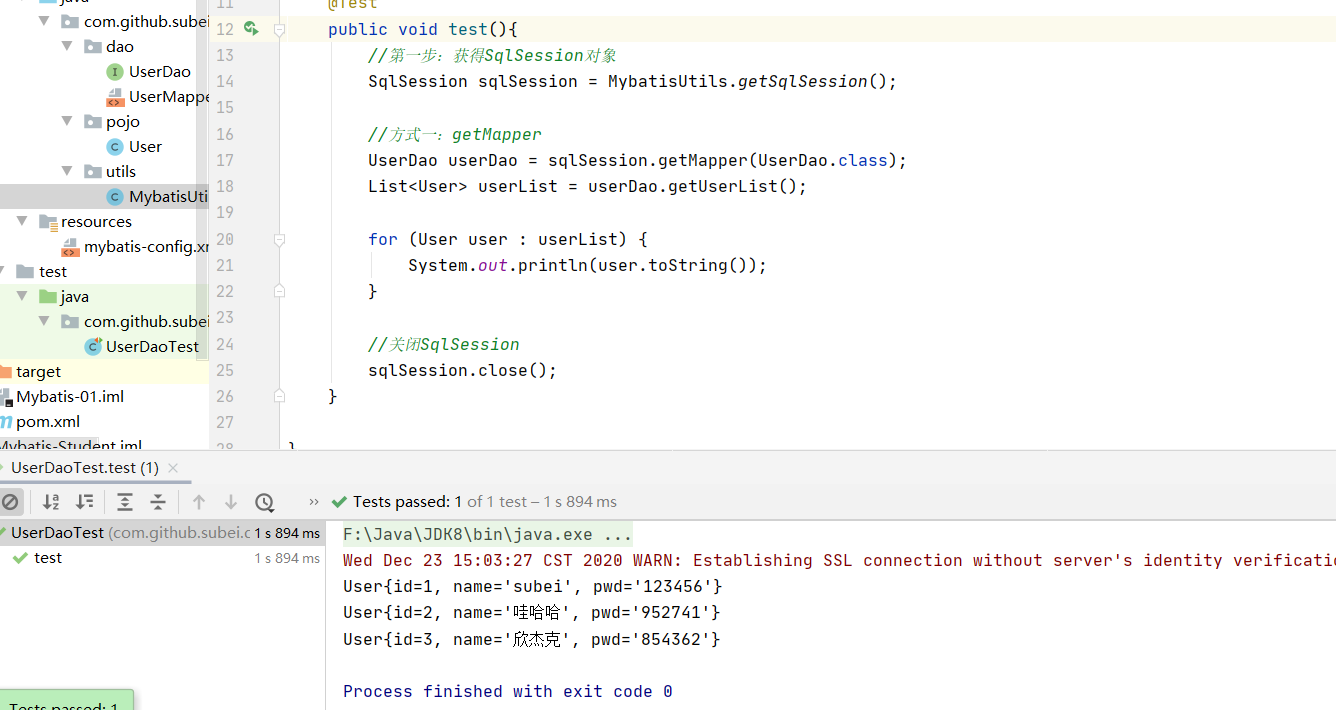 java
com.github.subei
dao
UserDao
UserMappe
pojo
User
utils
MybatisUti
resources
mybatis-config.x
test
java
com.github.subei
UserDaoTest
target
Mybatis-01.iml
pom.xml
Mybatis-Student.iml
11 @Test
12 public void test(){
13 //第一步：获得SqlSession对象
14 SqlSession sqlSession = MybatisUtils.getSqlSession();
15
16 //方式一：getMapper
17 UserDao userDao = sqlSession.getMapper(UserDao.class);
18 List<User> userList = userDao.getUserList();
19
20 for (User user : userList) {
21 System.out.println(user.toString());
22 }
23
24 //关闭SqlSession
25 sqlSession.close();
26 }
27
28 }
UserDaoTest.test (1) ×
» Tests passed: 1 of 1 test – 1 s 894 ms
UserDaoTest (com.github.subei.c 1 s 894 ms
test 1 s 894 ms
F:\Java\JDK8\bin\java.exe ...
Wed Dec 23 15:03:27 CST 2020 WARN: Establishing SSL connection without server's identity verificatio
User{id=1, name='subei', pwd='123456'}
User{id=2, name='哇哈哈', pwd='952741'}
User{id=3, name='欣杰克', pwd='854362'}
Process finished with exit code 0
Tests passed: 1